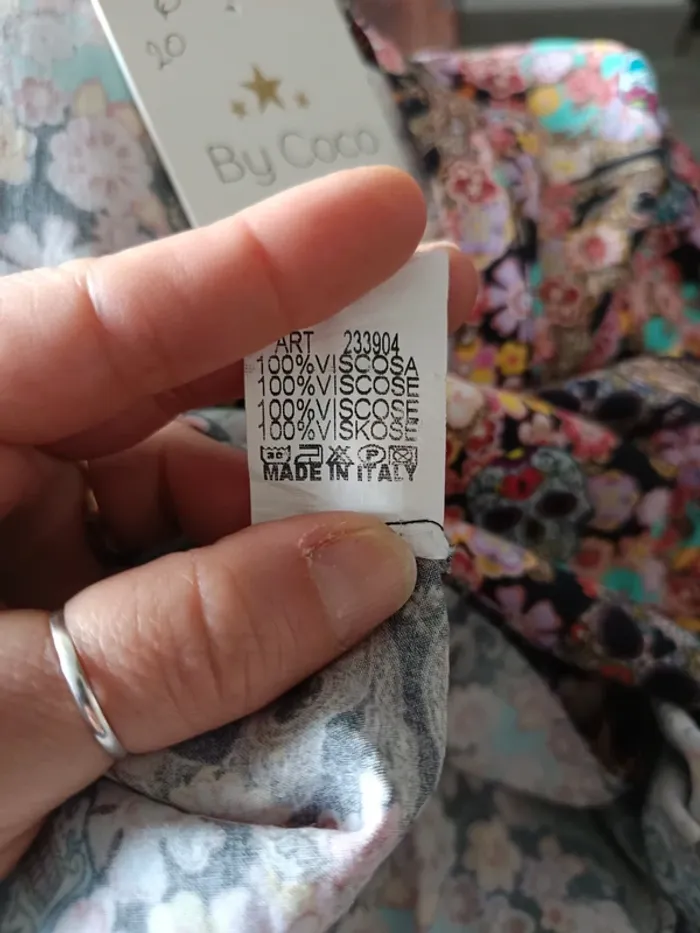 20
By Coco
ART 233904
100%VISCOSA
100%VISCOSE
100%VISCOSE
100%VISKOSE
P
MADE IN ITALY